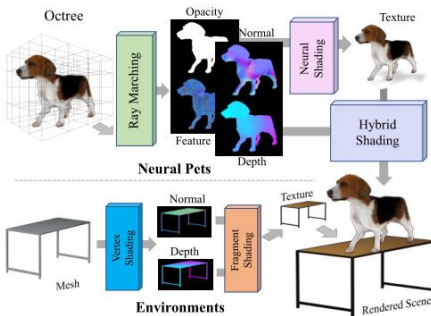 Octree
Ray Marching
Opacity
Normal
Feature
Depth
Neural
Shading
Texture
Hybrid
Shading
Neural Pets
Mesh
Vertex
Shading
Normal
Depth
Fragment
Shading
Texture
Rendered Scene
Environments